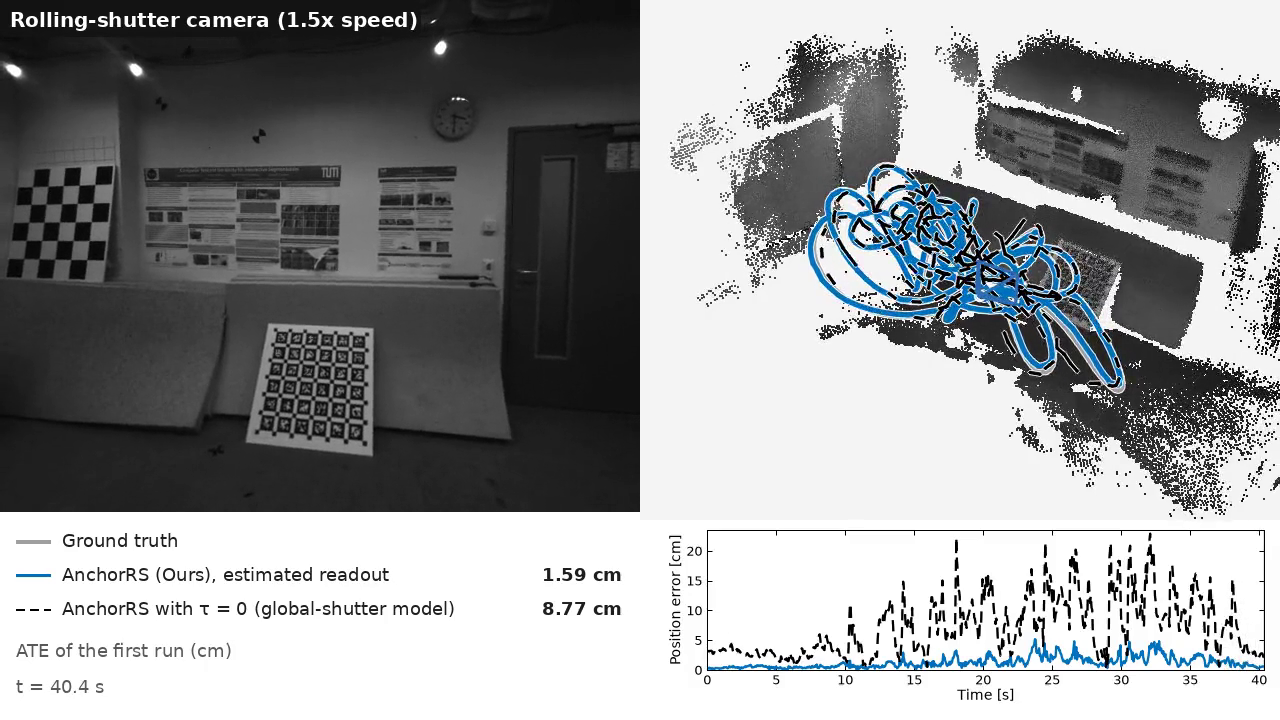 Rolling-shutter camera (1.5x speed)
TUTI
Ground truth
AnchorRS (Ours), estimated readout 1.59 cm
AnchorRS with τ = 0 (global-shutter model) 8.77 cm
ATE of the first run (cm)
t = 40.4 s
Position error [cm]
20
15
10
5
0
0 5 10 15 20 25 30 35 40
Time [s]